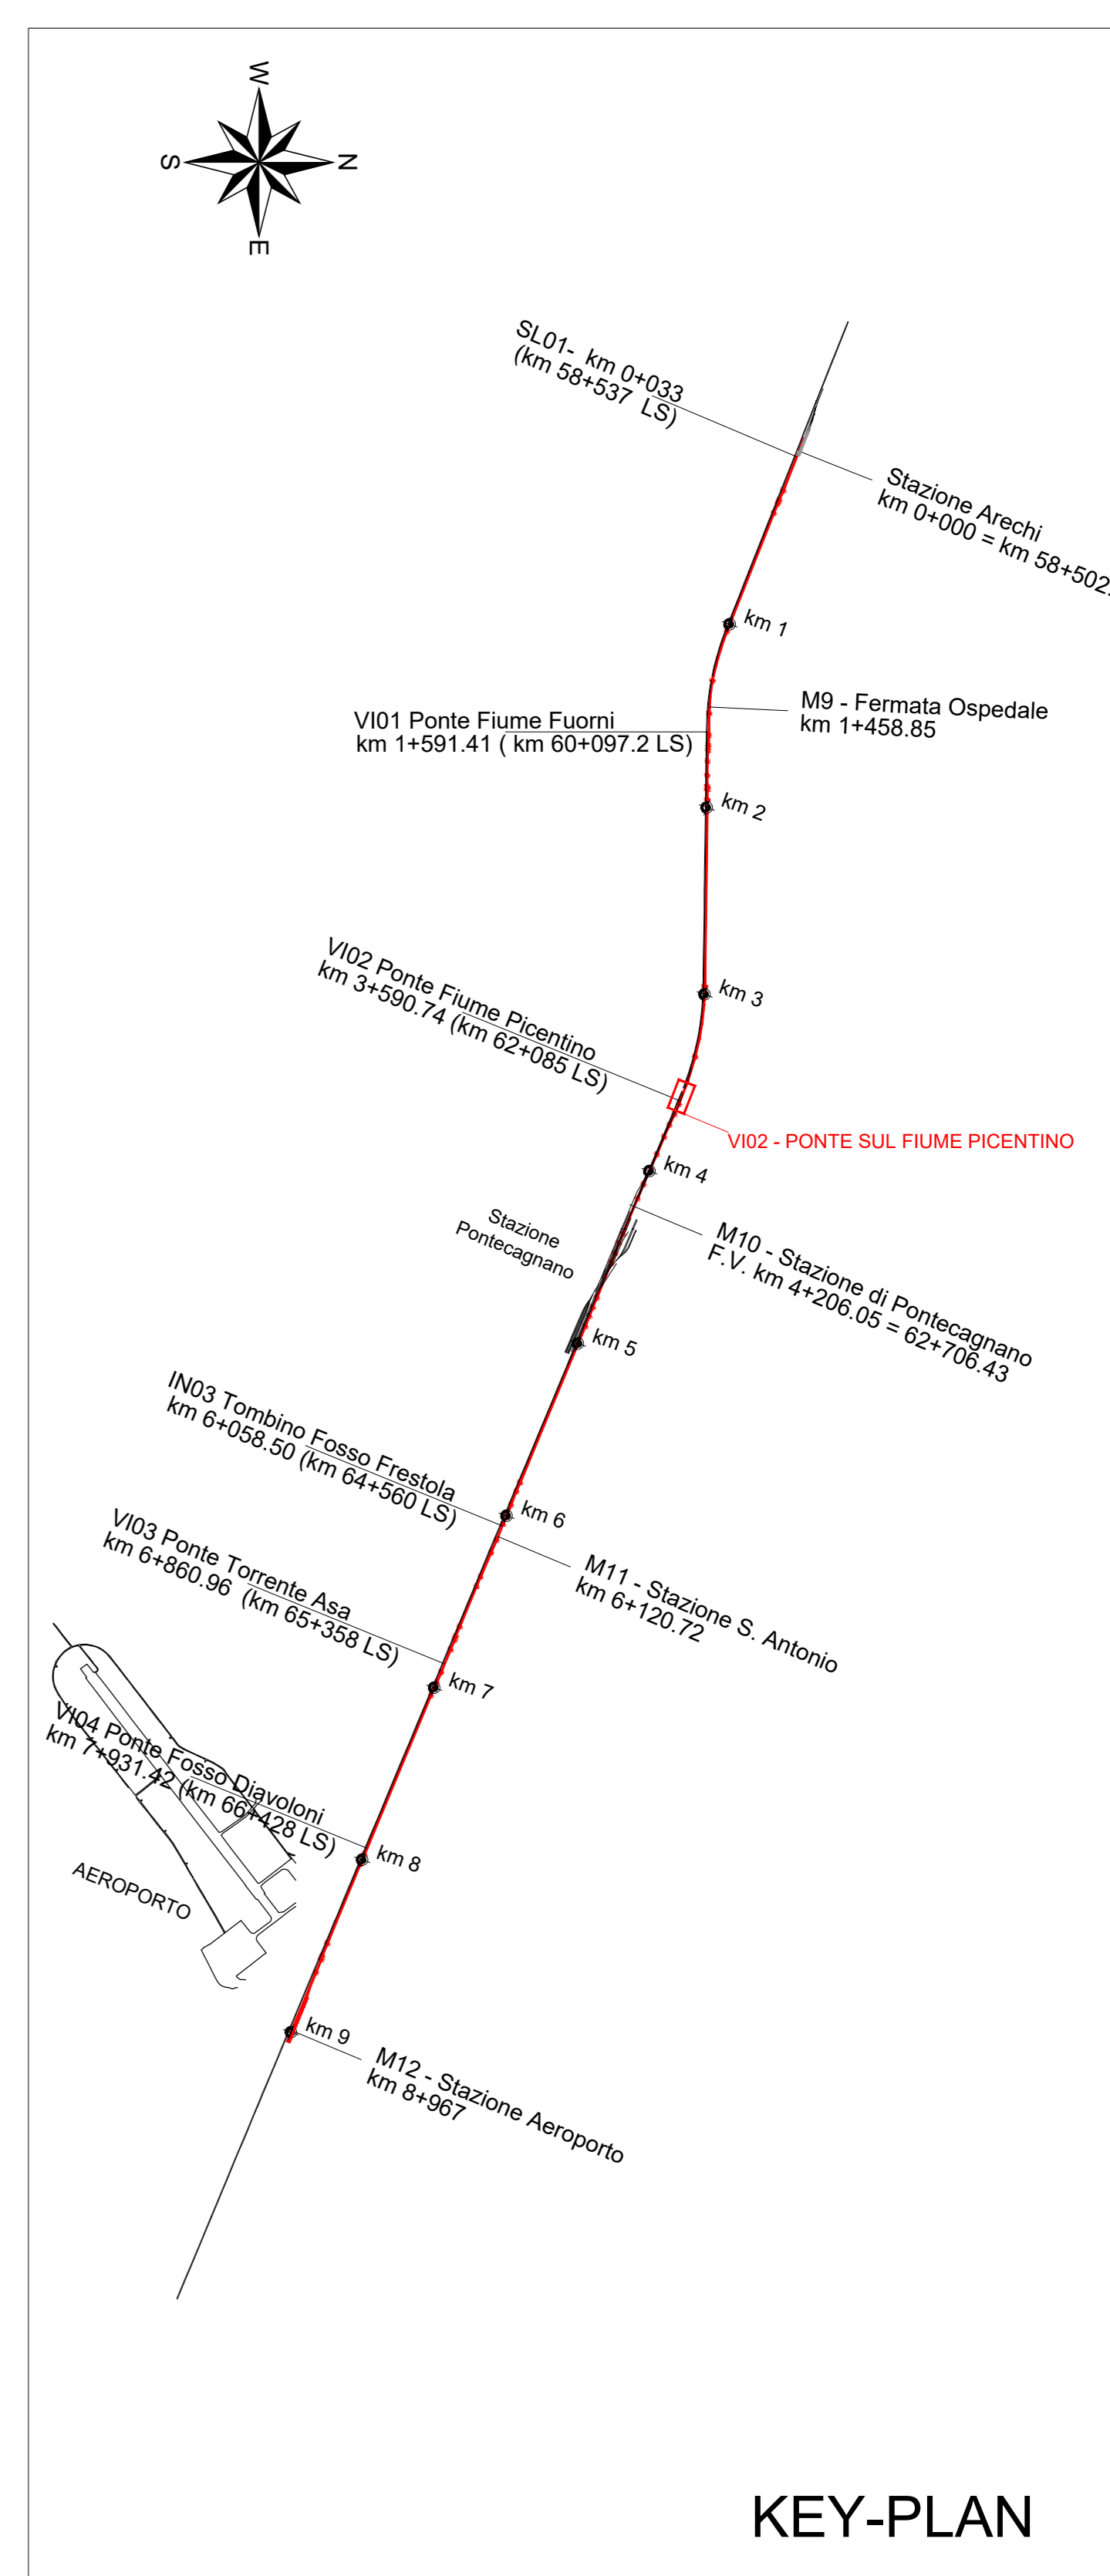 W
S
N
E
SL01- km 0+033
(km 58+537 LS)
Stazione Arechi
km 0+000 = km 58+502.
km 1
M9 - Fermata Ospedale
km 1+458.85
VI01 Ponte Fiume Fuorni
km 1+591.41 ( km 60+097.2 LS)
km 2
VI02 Ponte Fiume Picentino
km 3+590.74 (km 62+085 LS)
km 3
VI02 - PONTE SUL FIUME PICENTINO
km 4
Stazione
Pontecagnano
M10 - Stazione di Pontecagnano
F.V. km 4+206.05 = 62+706.43
km 5
IN03 Tombino Fosso Frestola
km 6+058.50 (km 64+560 LS)
km 6
M11 - Stazione S. Antonio
km 6+120.72
VI03 Ponte Torrente Asa
km 6+860.96 (km 65+358 LS)
km 7
VI04 Ponte Fosso Diavoloni
km 7+931.42 (km 66+428 LS)
km 8
AEROPORTO
km 9
M12 - Stazione Aeroporto
km 8+967
KEY-PLAN